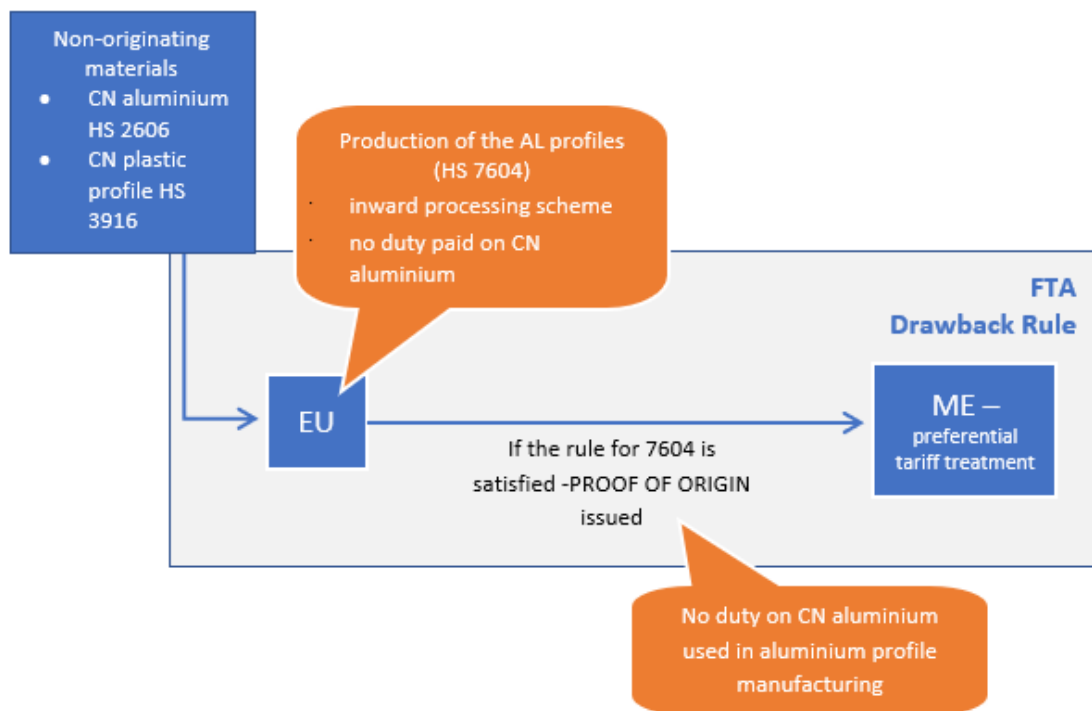 Non-originating
materials
● CN aluminium
HS 2606
● CN plastic
profile HS
3916
Production of the AL profiles
(HS 7604)
· inward processing scheme
· no duty paid on CN
aluminium
FTA
Drawback Rule
EU
ME –
preferential
tariff treatment
If the rule for 7604 is
satisfied -PROOF OF ORIGIN
issued
No duty on CN aluminium
used in aluminium profile
manufacturing